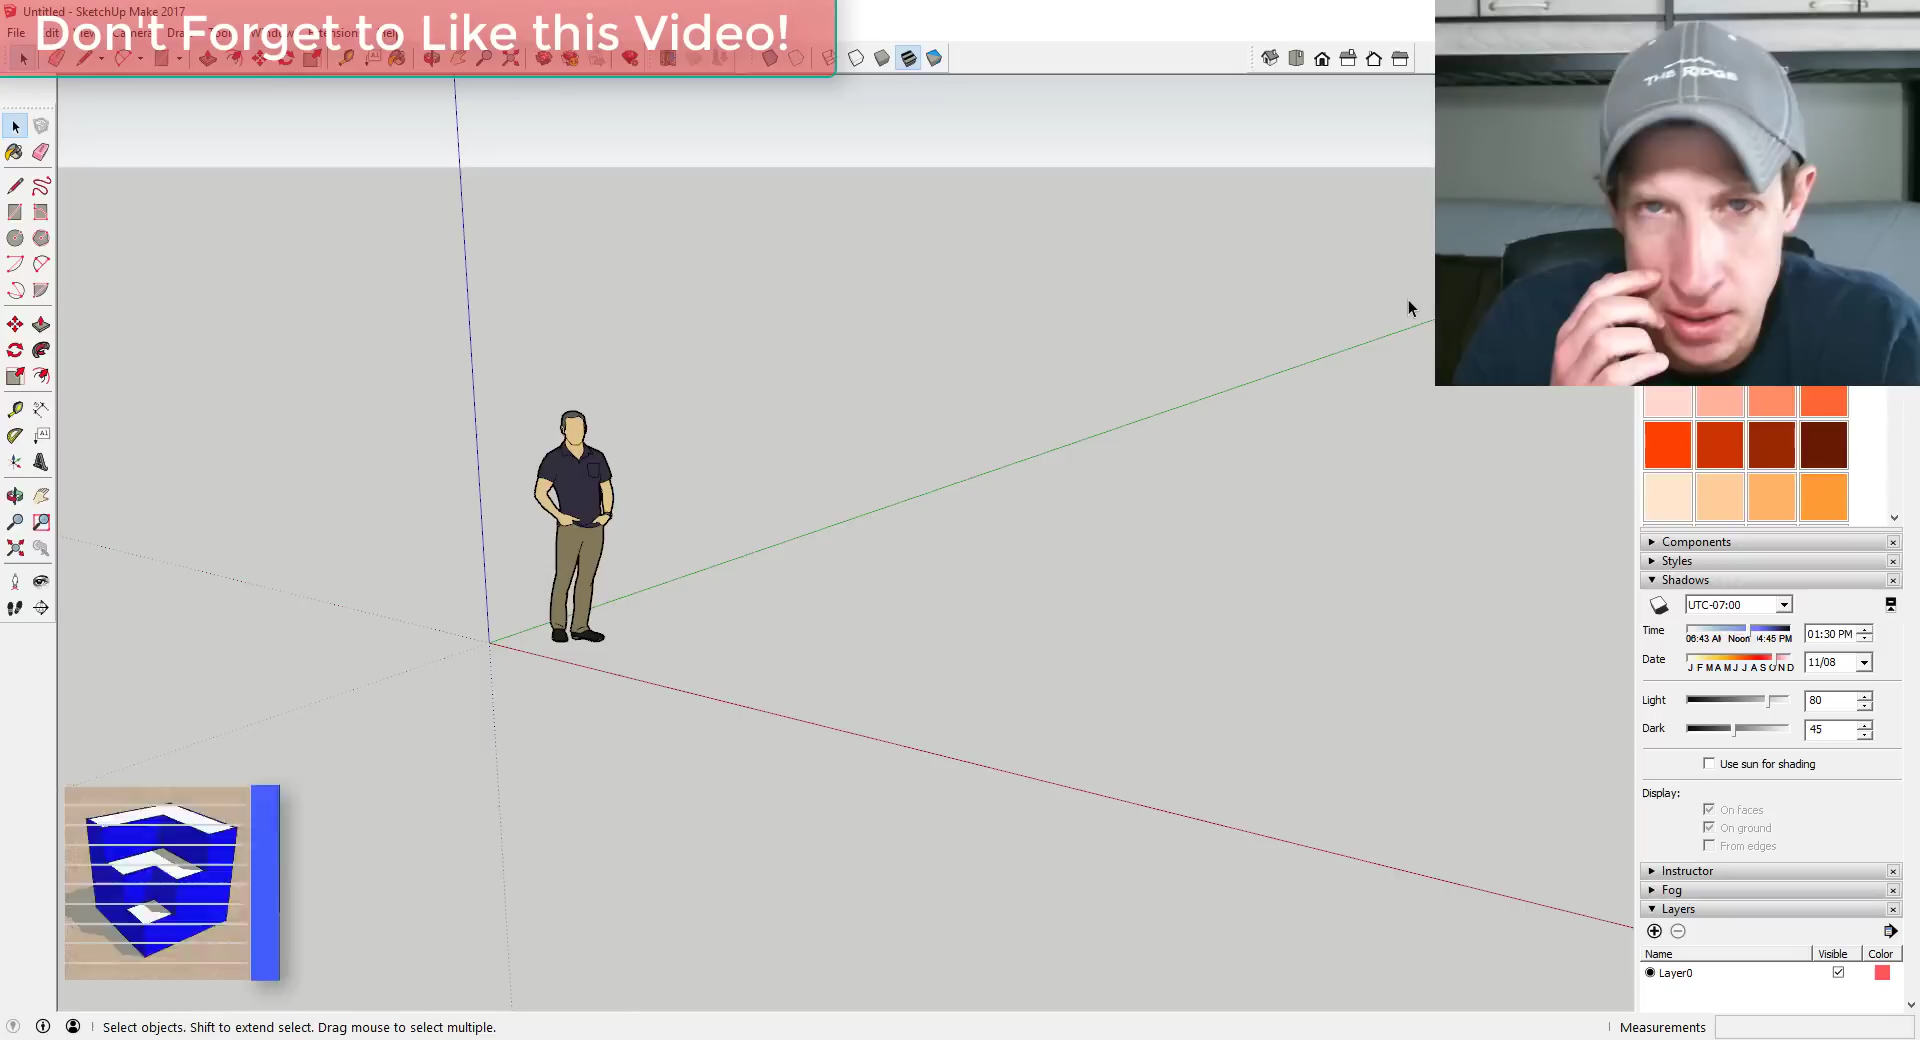 Untitled - SketchUp Make 2017
Don't Forget to Like this Video!
File
THE RIDGE
Components
Styles
Shadows
UTC-07:00
Time
06:43 AM Noon 04:45 PM
01:30 PM
Date
J F M A M J J A S O N D
11/08
Light
80
Dark
45
Use sun for shading
Display:
On faces
On ground
From edges
Instructor
Fog
Layers
Name Visible Color
Layer0
Select objects. Shift to extend select. Drag mouse to select multiple.
Measurements